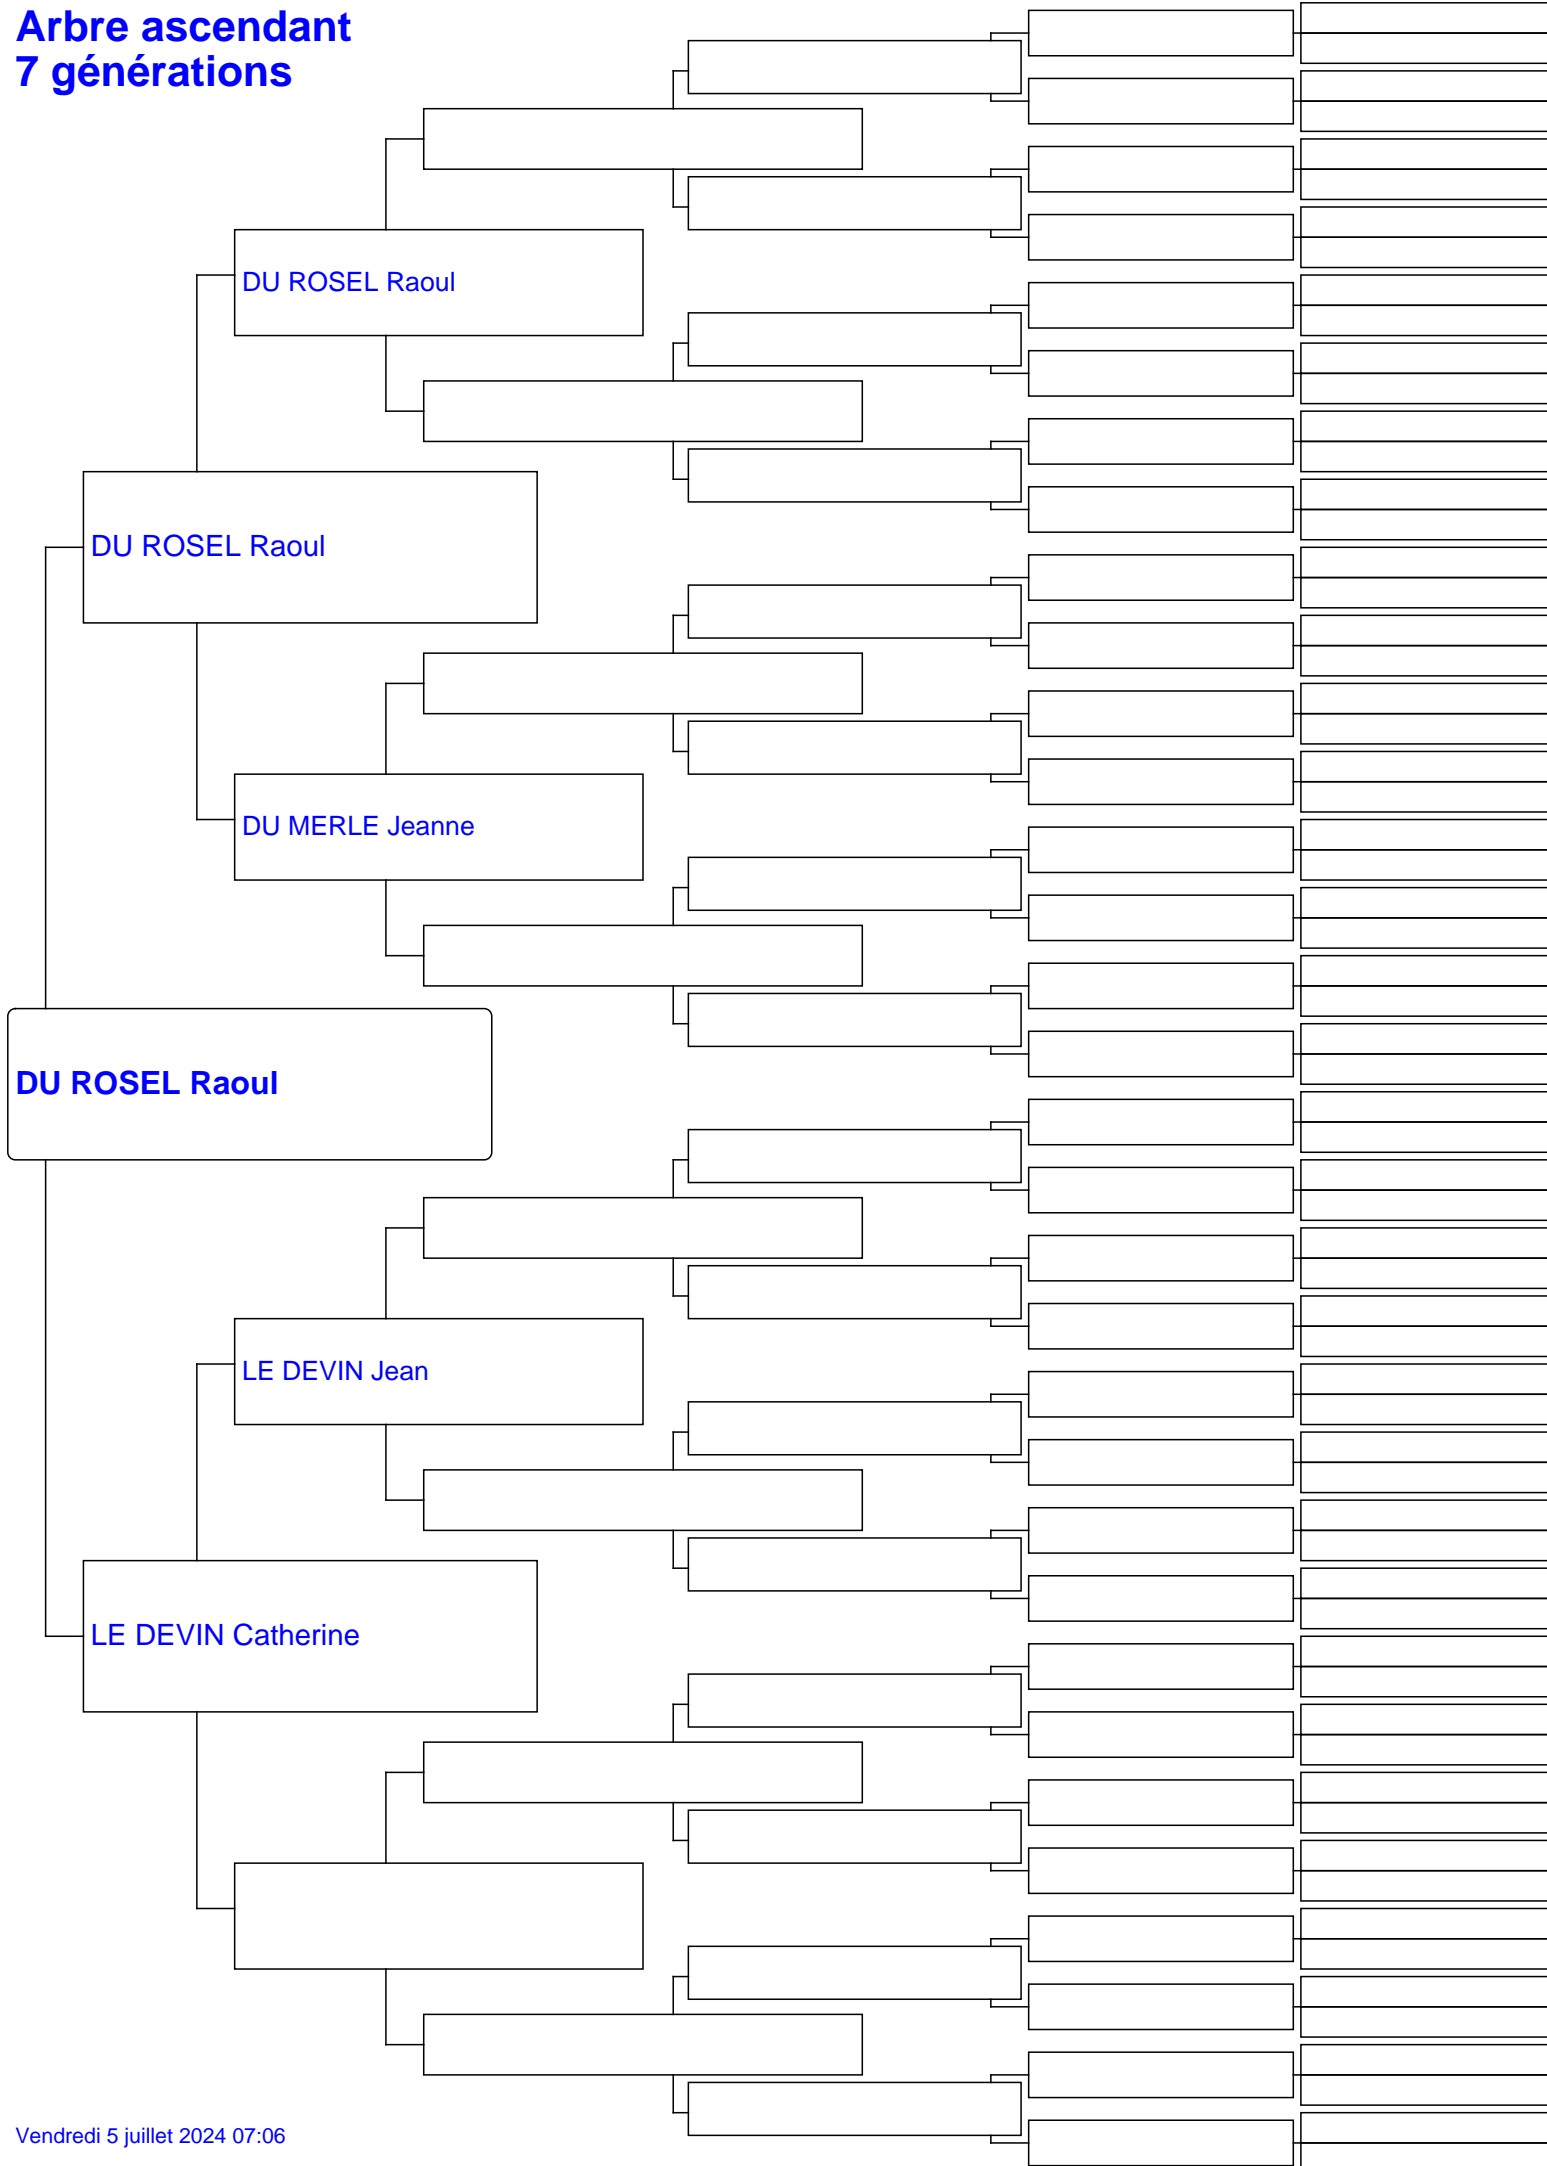 Arbre ascendant
7 générations
DU ROSEL Raoul
DU ROSEL Raoul
DU MERLE Jeanne
DU ROSEL Raoul
LE DEVIN Jean
LE DEVIN Catherine
Vendredi 5 juillet 2024 07:06